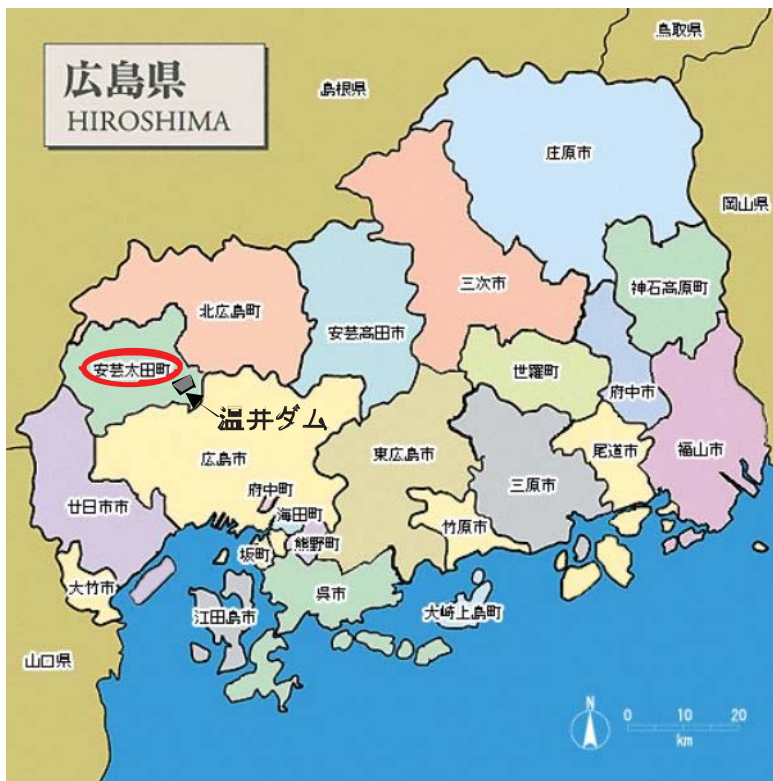 広島県
HIROSHIMA
鳥取県
島根県
庄原市
岡山県
神石高原町
三次市
北広島町
安芸高田市
安芸太田町
世羅町
府中市
温井ダム
広島市
東広島市
尾道市
福山市
三原市
府中町
廿日市市
海田町
竹原市
熊野町
坂町
大竹市
呉市
江田島市
大崎上島町
山口県
N
0 10 20
km